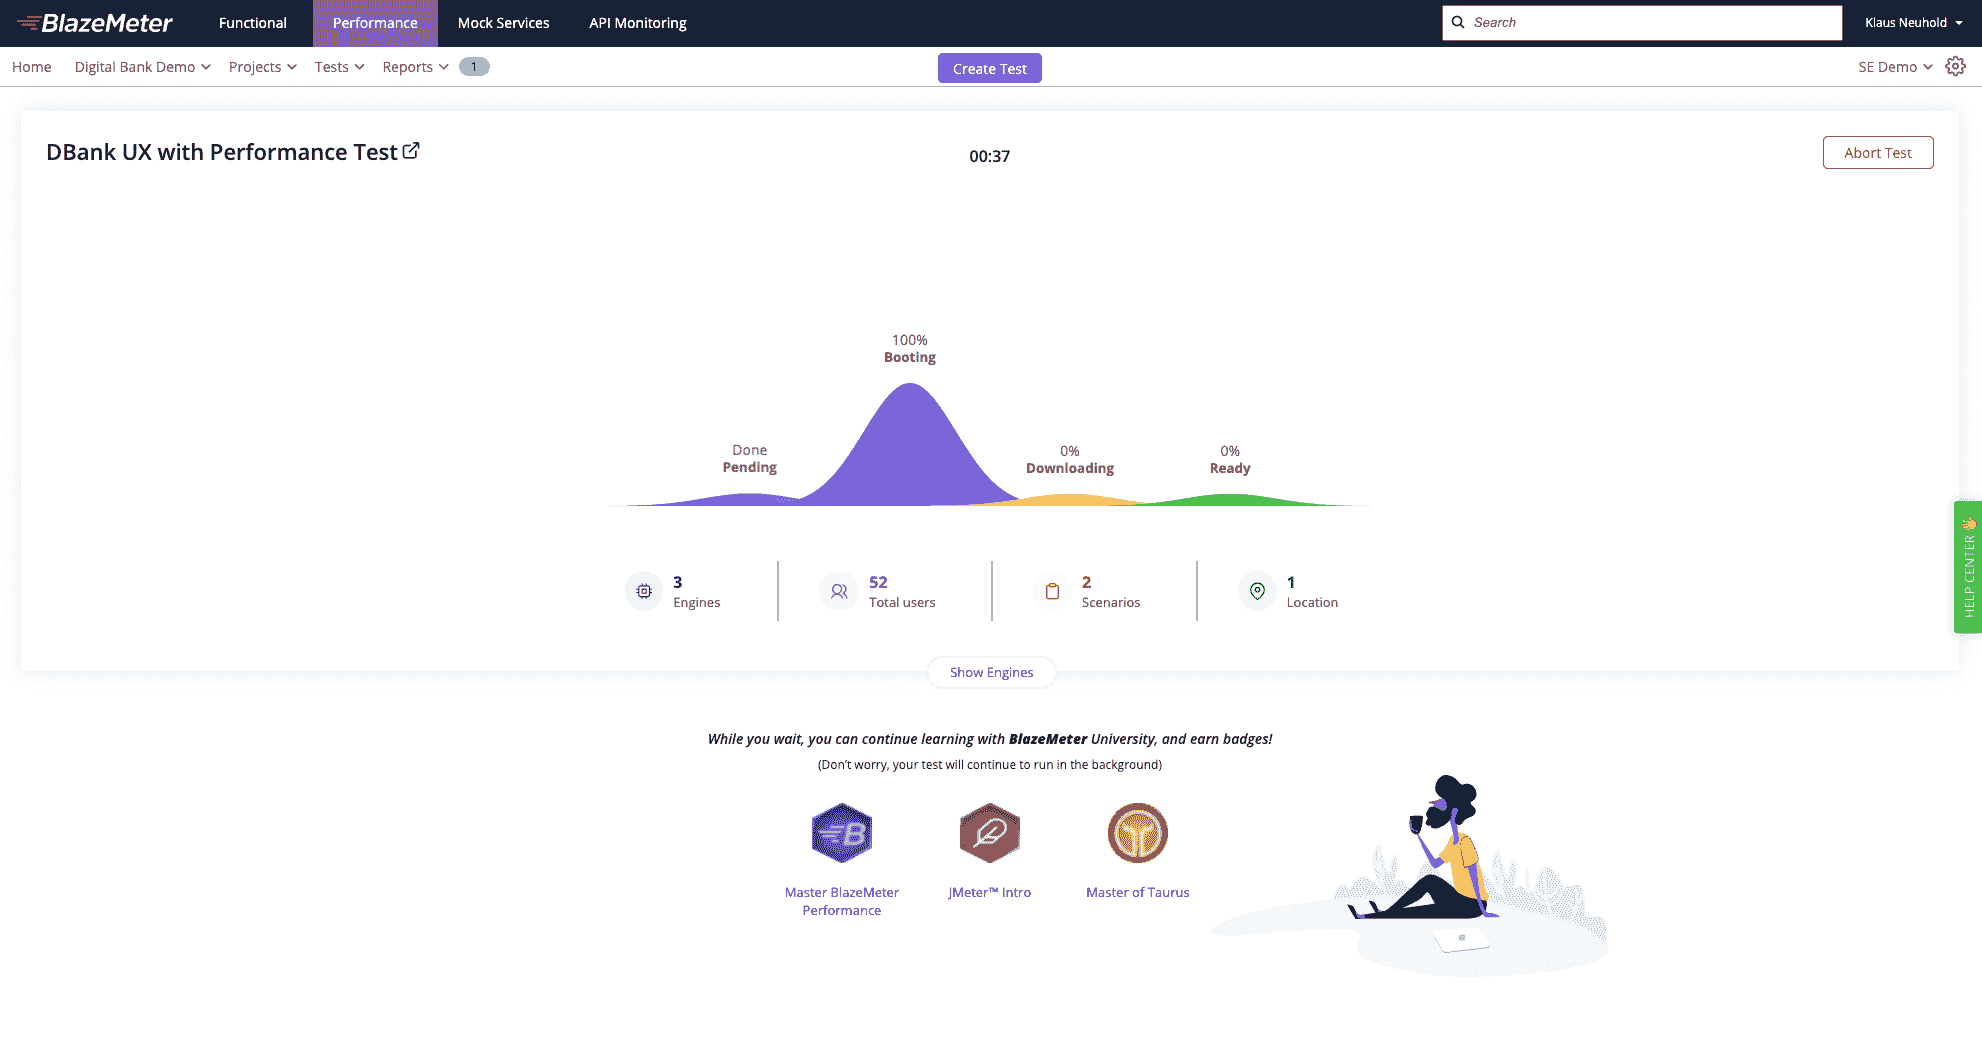 BlazeMeter
Functional
Performance
Mock Services
API Monitoring
Search
Klaus Neuhold
Home
Digital Bank Demo
Projects
Tests
Reports
1
Create Test
SE Demo
DBank UX with Performance Test
00:37
Abort Test
100%
Booting
Done
Pending
0%
Downloading
0%
Ready
3
Engines
52
Total users
2
Scenarios
1
Location
HELP CENTER
Show Engines
While you wait, you can continue learning with BlazeMeter University, and earn badges!
(Don't worry, your test will continue to run in the background)
B
Master BlazeMeter
Performance
JMeter™ Intro
Master of Taurus